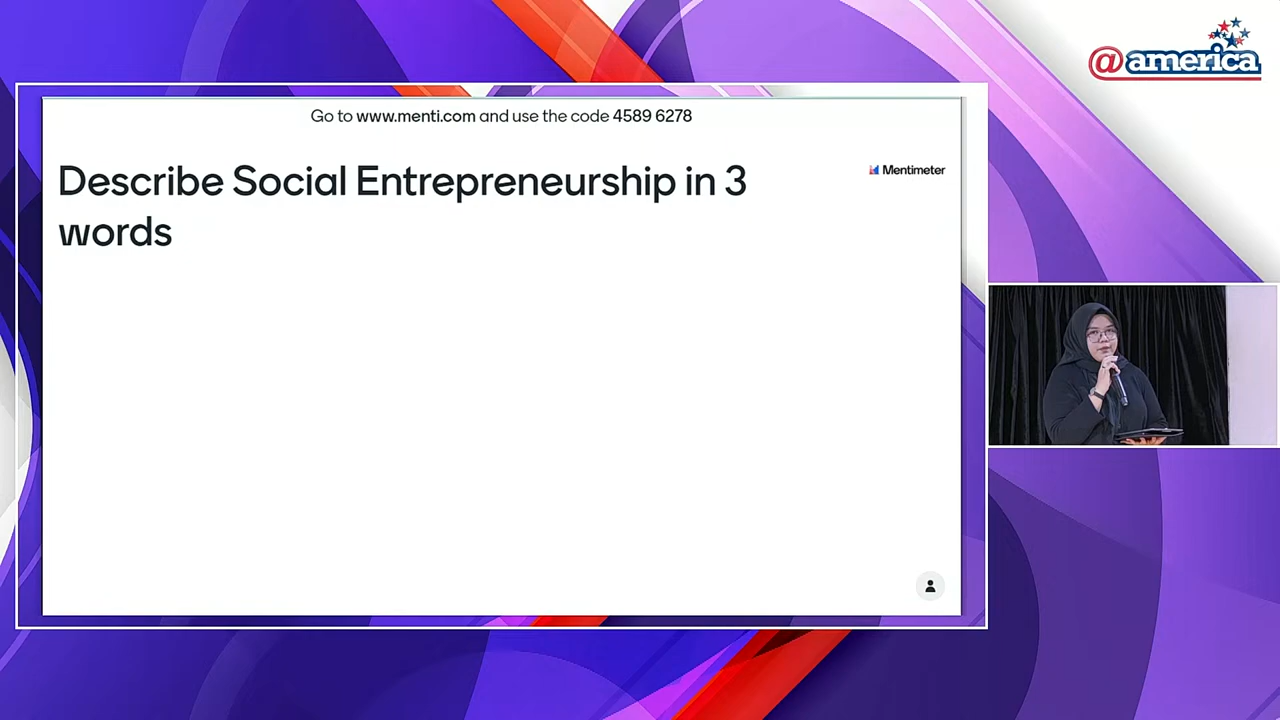 @america
Go to www.menti.com and use the code 4589 6278
Describe Social Entrepreneurship in 3
words
Mentimeter